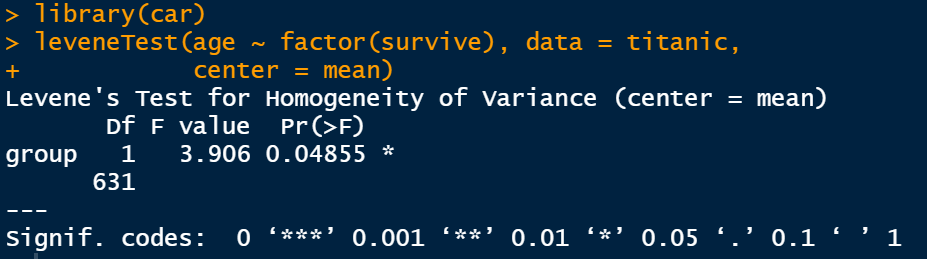 > library(car)
> leveneTest(age ~ factor(survive), data = titanic,
+            center = mean)
Levene's Test for Homogeneity of Variance (center = mean)
       Df F value  Pr(>F)
group   1   3.906 0.04855 *
      631
---
Signif. codes:  0 ‘***’ 0.001 ‘**’ 0.01 ‘*’ 0.05 ‘.’ 0.1 ‘ ’ 1